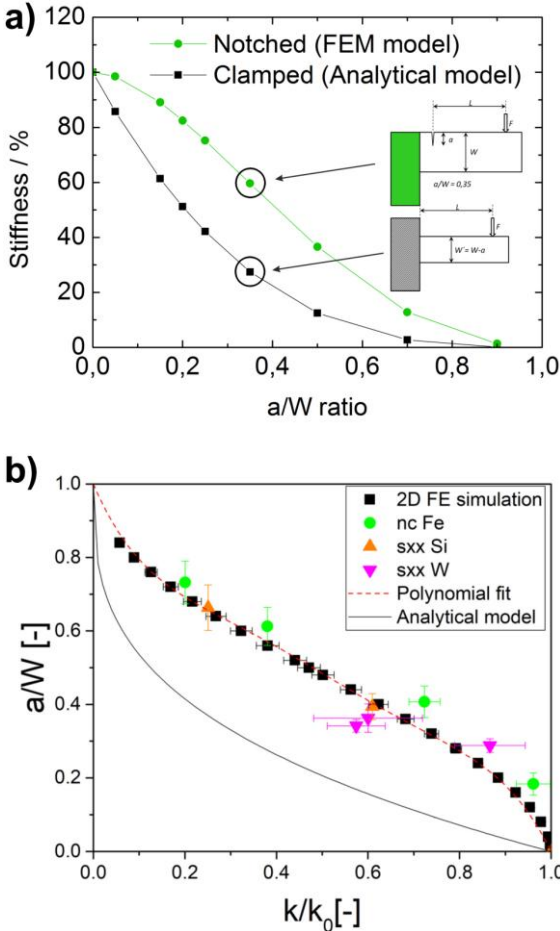 a)
Notched (FEM model)
Clamped (Analytical model)
Stiffness / %
120
100
80
60
40
20
0
0,0
0,2
0,4
0,6
0,8
1,0
a/W ratio
L
F
a
W
a/W = 0,35
L
F
W'= W-a
b)
2D FE simulation
nc Fe
sxx Si
sxx W
Polynomial fit
Analytical model
a/W [-]
1.0
0.8
0.6
0.4
0.2
0.0
0.0
0.2
0.4
0.6
0.8
1.0
k/k₀[-]